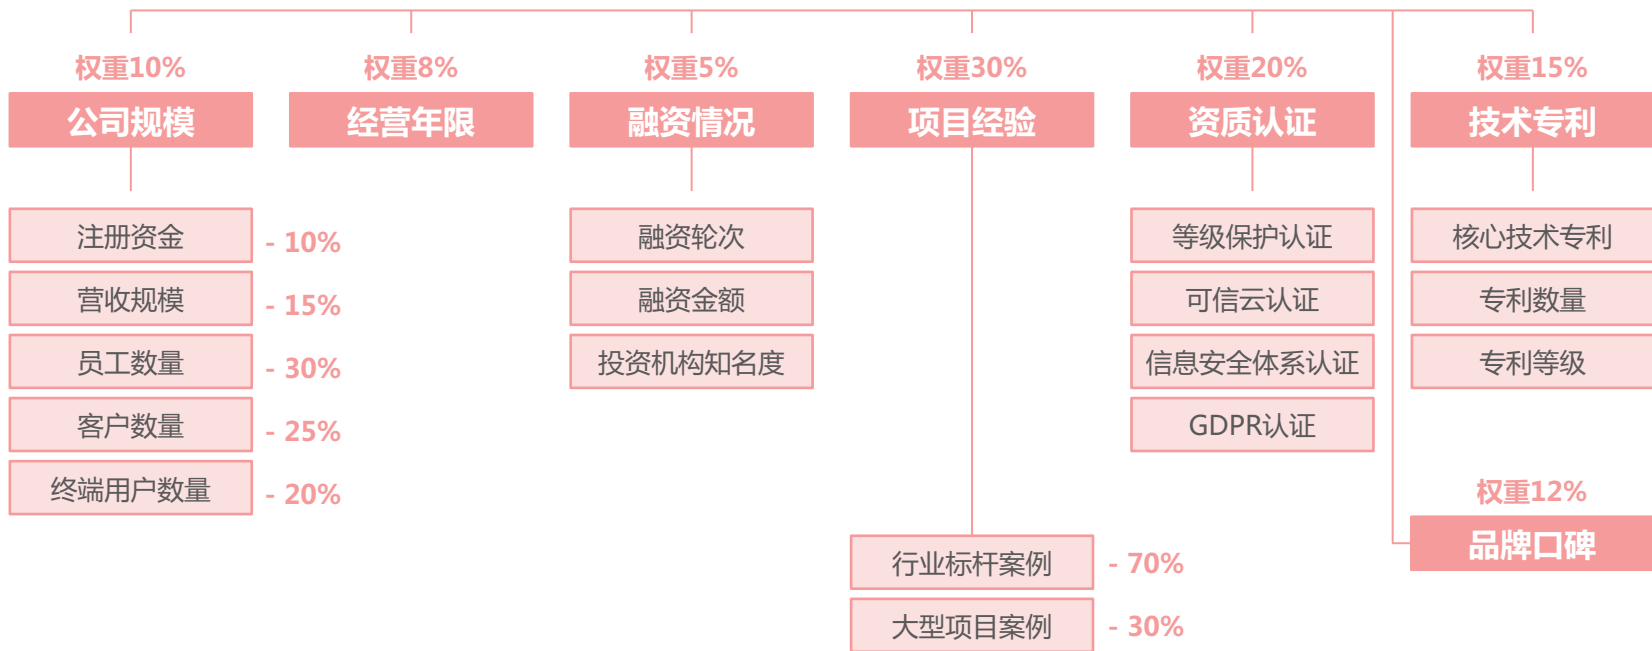 权重10%
公司规模
注册资金
- 10%
营收规模
- 15%
员工数量
- 30%
客户数量
- 25%
终端用户数量
- 20%
权重8%
经营年限
权重5%
融资情况
融资轮次
融资金额
投资机构知名度
权重30%
项目经验
行业标杆案例
- 70%
大型项目案例
- 30%
权重20%
资质认证
等级保护认证
可信云认证
信息安全体系认证
GDPR认证
权重15%
技术专利
核心技术专利
专利数量
专利等级
权重12%
品牌口碑